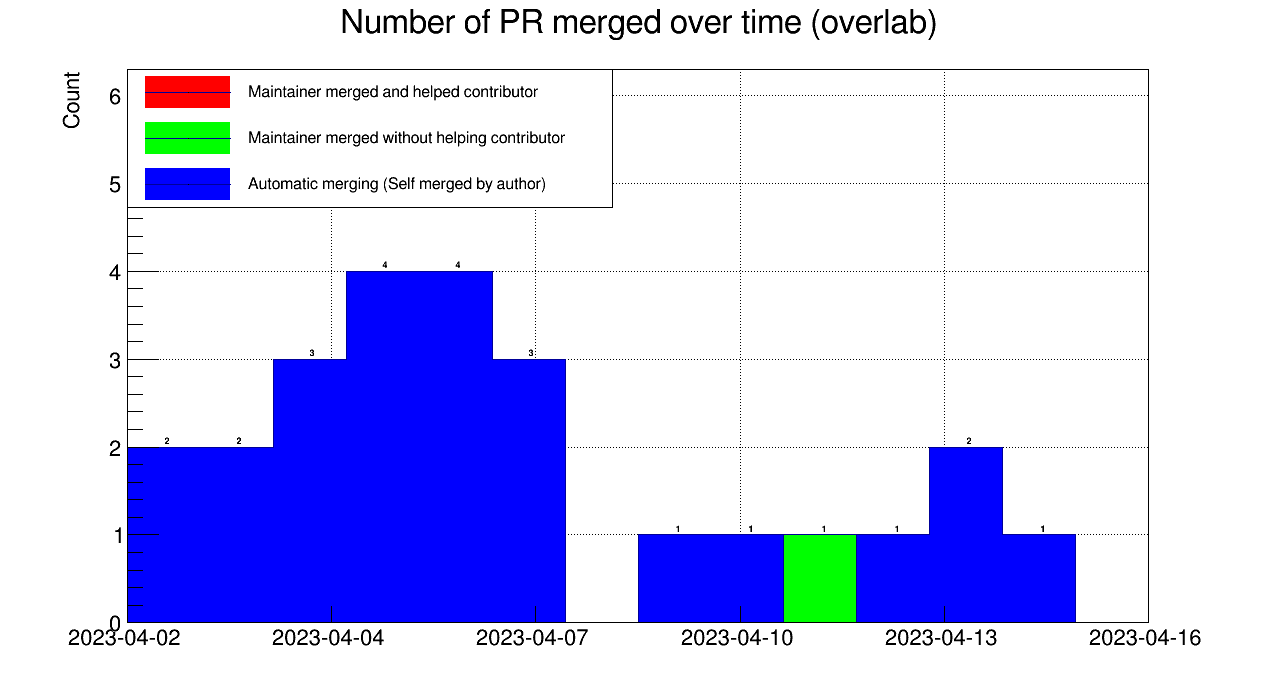 Number of PR merged over time (overlab)
Count
Maintainer merged and helped contributor
Maintainer merged without helping contributor
Automatic merging (Self merged by author)
6
5
4
3
2
1
0
2 2 3 4 4 3 1 1 1 1 2 1
2023-04-02 2023-04-04 2023-04-07 2023-04-10 2023-04-13 2023-04-16